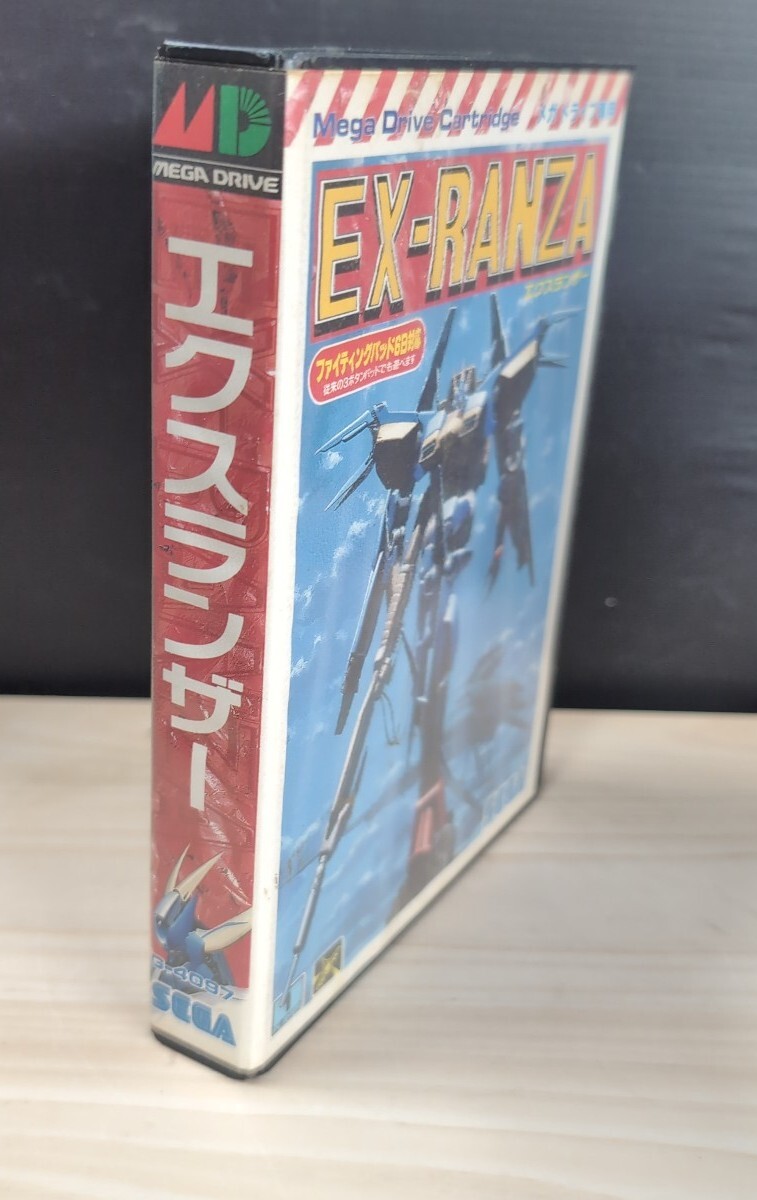 MD
MEGA DRIVE
エクスランザー
G-4097
SEGA
Mega Drive Cartridge メガドライブ専用
EX-RANZA
エクスランザー
ファイティングパッド6B対応
従来の3ボタンパッドでも遊べます
SEGA